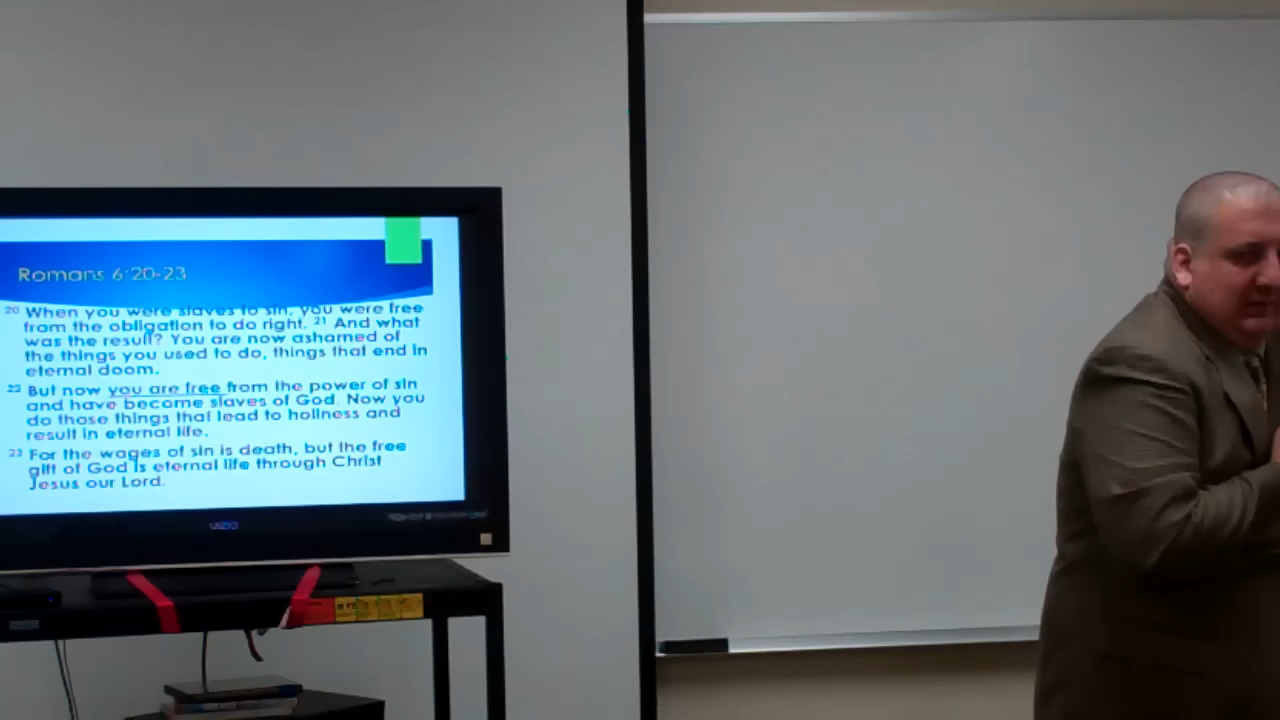 Romans 6:20-23
20 When you were slaves to sin, you were free
from the obligation to do right. 21 And what
was the result? You are now ashamed of
the things you used to do, things that end in
eternal doom.
22 But now you are free from the power of sin
and have become slaves of God. Now you
do those things that lead to holiness and
result in eternal life.
23 For the wages of sin is death, but the free
gift of God is eternal life through Christ
Jesus our Lord.
VIZIO